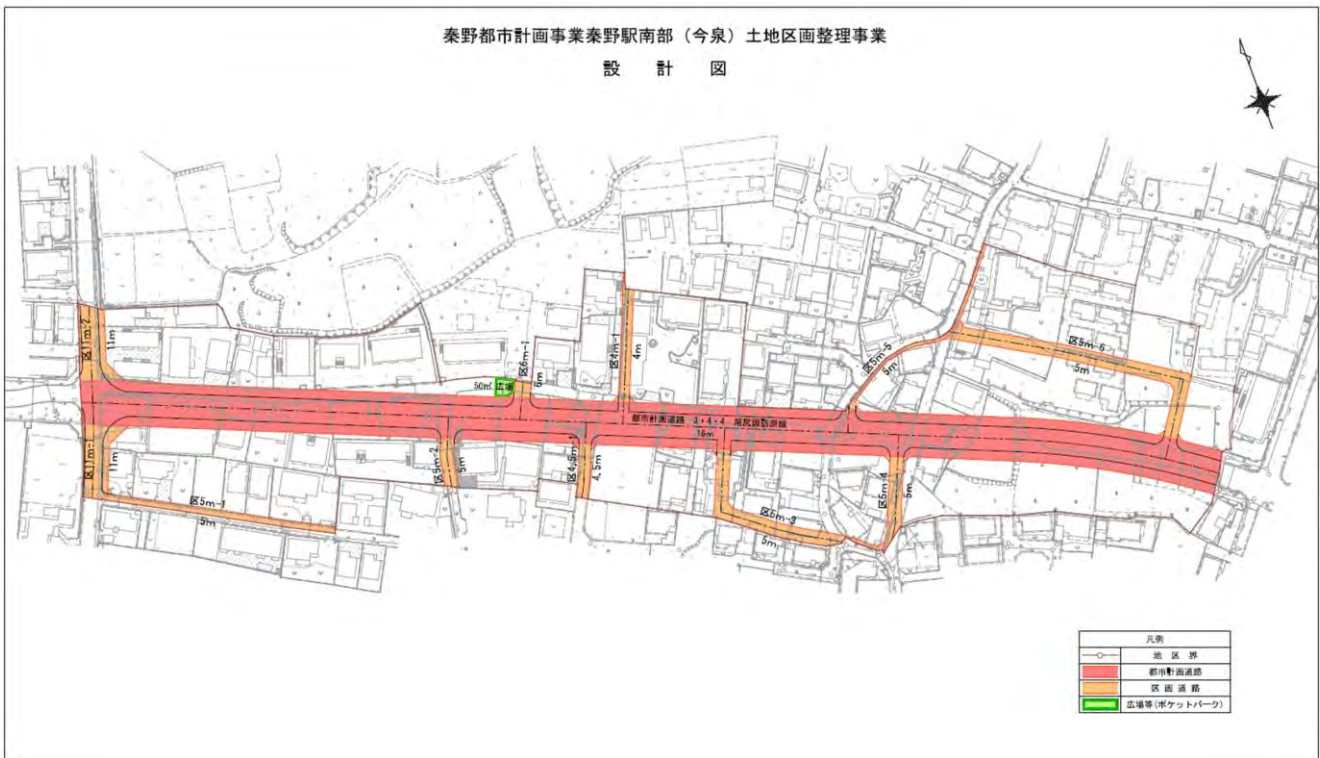 秦野都市計画事業秦野駅南部（今泉）土地区画整理事業
設 計 図
区11m-2
11m
50㎡ 広場
区6m-1
6m
区4m-1
4m
区5m-5
5m
区5m-6
5m
都市計画道路 3・4・4
16m
区11m-1
11m
区5m-1
5m
区5m-2
5m
区4.5m-1
4.5m
区5m-3
5m
区5m-4
5m
凡例
地 区 界
都市計画道路
区 画 道 路
広場等(ポケットパーク)